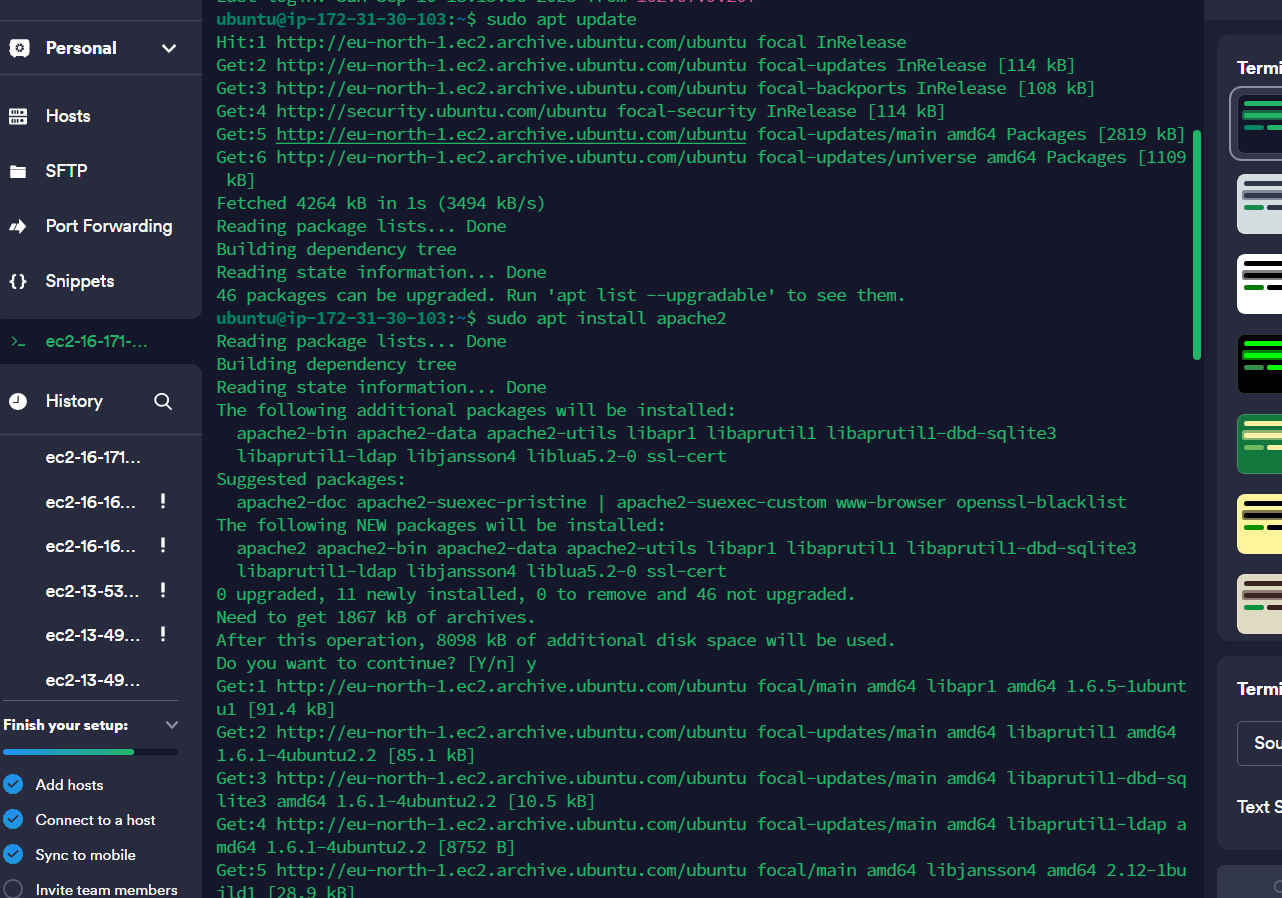 Personal
Hosts
SFTP
Port Forwarding
Snippets
ec2-16-171-...
History
ec2-16-171...
ec2-16-16... !
ec2-16-16... !
ec2-13-53... !
ec2-13-49... !
ec2-13-49...
Finish your setup:
Add hosts
Connect to a host
Sync to mobile
Invite team members
ubuntu@ip-172-31-30-103:~$ sudo apt update
Hit:1 http://eu-north-1.ec2.archive.ubuntu.com/ubuntu focal InRelease
Get:2 http://eu-north-1.ec2.archive.ubuntu.com/ubuntu focal-updates InRelease [114 kB]
Get:3 http://eu-north-1.ec2.archive.ubuntu.com/ubuntu focal-backports InRelease [108 kB]
Get:4 http://security.ubuntu.com/ubuntu focal-security InRelease [114 kB]
Get:5 http://eu-north-1.ec2.archive.ubuntu.com/ubuntu focal-updates/main amd64 Packages [2819 kB]
Get:6 http://eu-north-1.ec2.archive.ubuntu.com/ubuntu focal-updates/universe amd64 Packages [1109
kB]
Fetched 4264 kB in 1s (3494 kB/s)
Reading package lists... Done
Building dependency tree
Reading state information... Done
46 packages can be upgraded. Run 'apt list --upgradable' to see them.
ubuntu@ip-172-31-30-103:~$ sudo apt install apache2
Reading package lists... Done
Building dependency tree
Reading state information... Done
The following additional packages will be installed:
apache2-bin apache2-data apache2-utils libapr1 libaprutil1 libaprutil1-dbd-sqlite3
libaprutil1-ldap libjansson4 liblua5.2-0 ssl-cert
Suggested packages:
apache2-doc apache2-suexec-pristine | apache2-suexec-custom www-browser openssl-blacklist
The following NEW packages will be installed:
apache2 apache2-bin apache2-data apache2-utils libapr1 libaprutil1 libaprutil1-dbd-sqlite3
libaprutil1-ldap libjansson4 liblua5.2-0 ssl-cert
0 upgraded, 11 newly installed, 0 to remove and 46 not upgraded.
Need to get 1867 kB of archives.
After this operation, 8098 kB of additional disk space will be used.
Do you want to continue? [Y/n] y
Get:1 http://eu-north-1.ec2.archive.ubuntu.com/ubuntu focal/main amd64 libapr1 amd64 1.6.5-1ubunt
u1 [91.4 kB]
Get:2 http://eu-north-1.ec2.archive.ubuntu.com/ubuntu focal-updates/main amd64 libaprutil1 amd64
1.6.1-4ubuntu2.2 [85.1 kB]
Get:3 http://eu-north-1.ec2.archive.ubuntu.com/ubuntu focal-updates/main amd64 libaprutil1-dbd-sq
lite3 amd64 1.6.1-4ubuntu2.2 [10.5 kB]
Get:4 http://eu-north-1.ec2.archive.ubuntu.com/ubuntu focal-updates/main amd64 libaprutil1-ldap a
md64 1.6.1-4ubuntu2.2 [8752 B]
Get:5 http://eu-north-1.ec2.archive.ubuntu.com/ubuntu focal/main amd64 libjansson4 amd64 2.12-1bu
ild1 [28.9 kB]
Termi
Termi
Sou
Text S